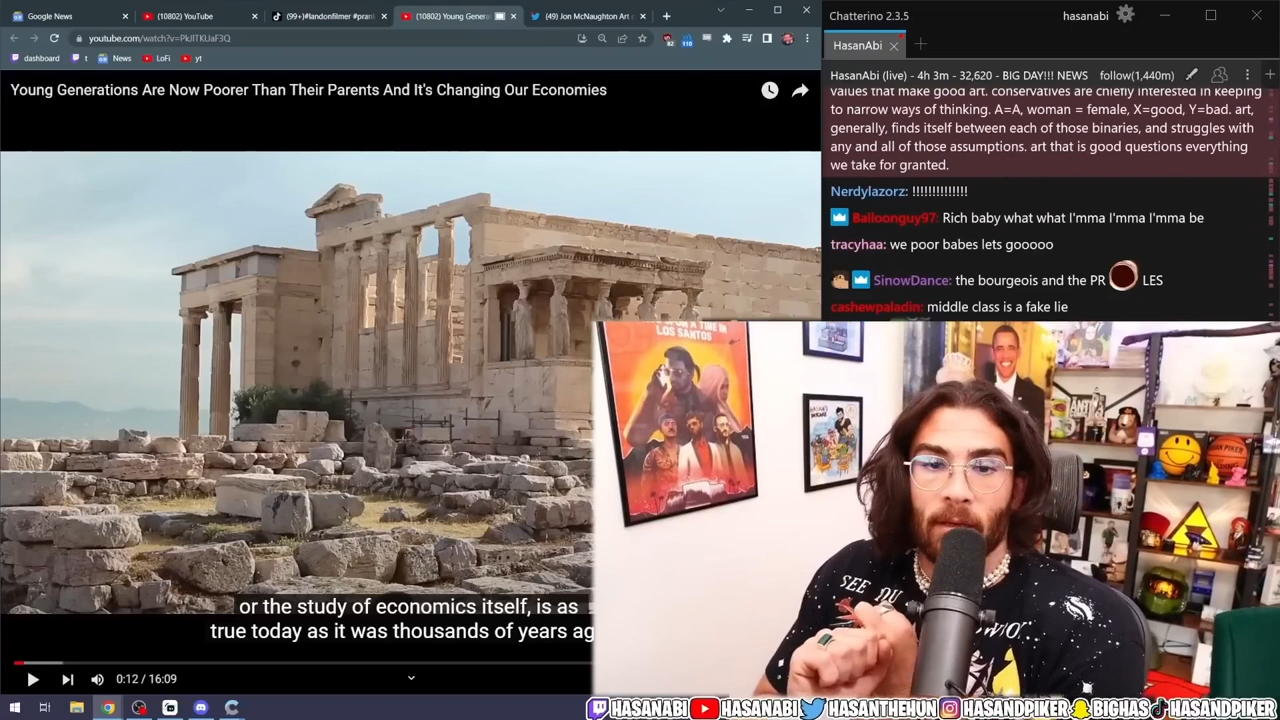 Google News
(10802) YouTube
(99+)#landonfilmer #pran
(10802) Young Genera
(49) Jon McNaughton Art
youtube.com/watch?v=PkJlTKUaF3Q
82
110
dashboard
t
News
LoFi
yt
Young Generations Are Now Poorer Than Their Parents And It's Changing Our Economies
or the study of economics itself, is as
true today as it was thousands of years ag
0:12 / 16:09
Chatterino 2.3.5
hasanabi
HasanAbi
HasanAbi (live) - 4h 3m - 32,620 - BIG DAY!!! NEWS
follow(1,440m)
values that make good art. conservatives are chiefly interested in keeping
to narrow ways of thinking. A=A, woman = female, X=good, Y=bad. art,
generally, finds itself between each of those binaries, and struggles with
any and all of those assumptions. art that is good questions everything
we take for granted.
Nerdylazorz: !!!!!!!!!!!!!!
Balloonguy97: Rich baby what what I'mma I'mma I'mma be
tracyhaa: we poor babes lets gooooo
SinowDance: the bourgeois and the PR LES
cashewpaladin: middle class is a fake lie
LOS SANTOS
SEE YOU
HASANABI
HASANABI
HASANTHEHUN
HASANDPIKER
BIGHAS
HASANDPIKER